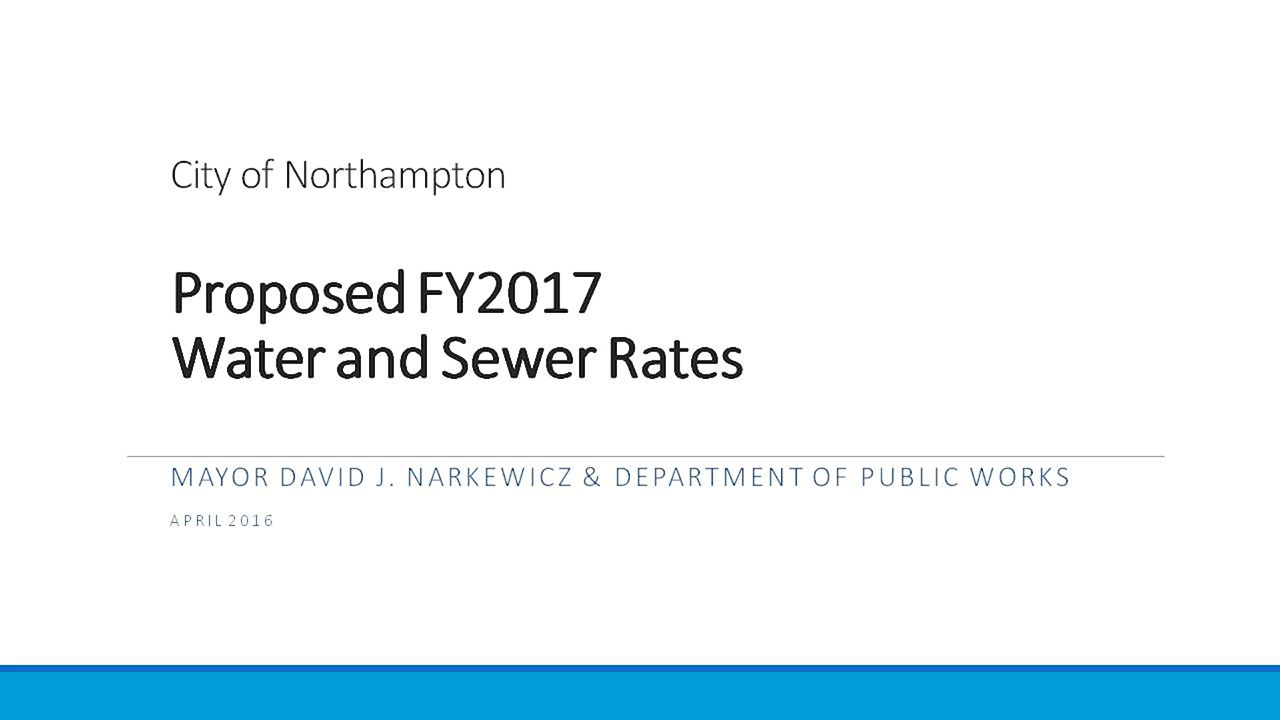 City of Northampton
Proposed FY2017
Water and Sewer Rates
MAYOR DAVID J. NARKEWICZ & DEPARTMENT OF PUBLIC WORKS
APRIL 2016